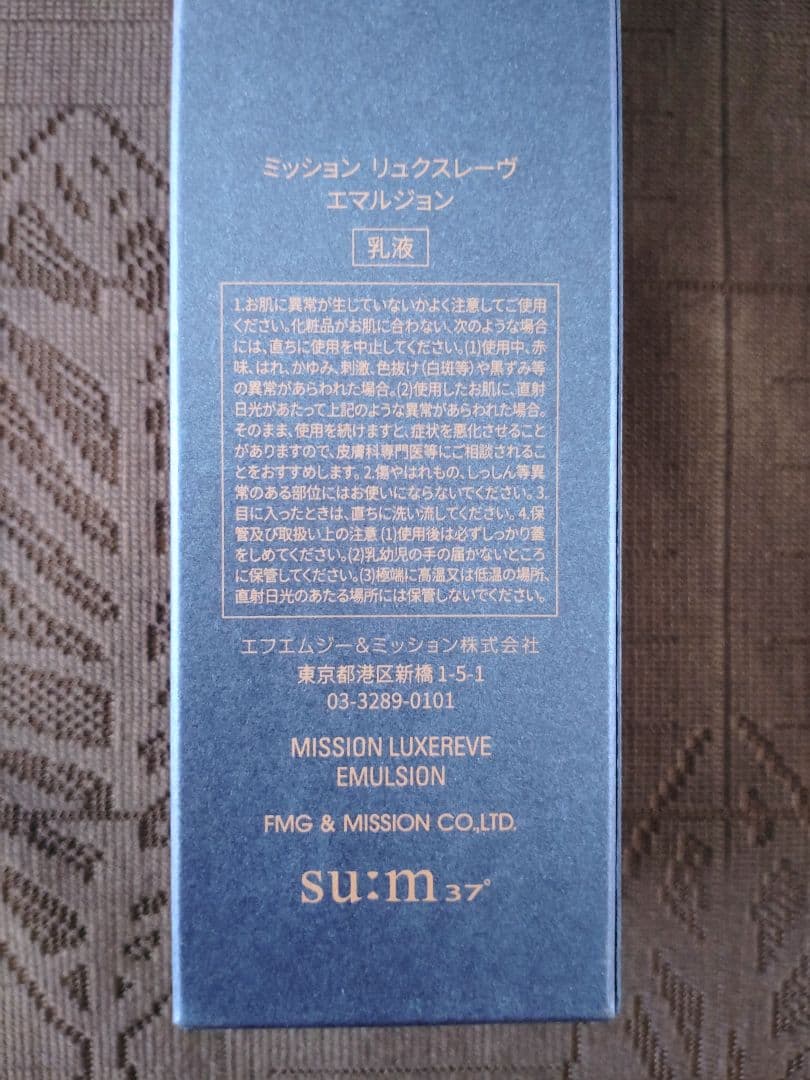 ミッション リュクスレーヴ
エマルジョン
乳液
1.お肌に異常が生じていないかよく注意してご使用
ください。化粧品がお肌に合わない、次のような場合
には、直ちに使用を中止してください。(1)使用中、赤
味、はれ、かゆみ、刺激、色抜け(白斑等)や黒ずみ等
の異常があらわれた場合。(2)使用したお肌に、直射
日光があたって上記のような異常があらわれた場合。
そのまま、使用を続けますと、症状を悪化させること
がありますので、皮膚科専門医等にご相談されるこ
とをおすすめします。2.傷やはれもの、しっしん等異
常のある部位にはお使いにならないでください。3.
目に入ったときは、直ちに洗い流してください。4.保
管及び取扱い上の注意(1)使用後は必ずしっかり蓋
をしめてください。(2)乳幼児の手の届かないところ
に保管してください。(3)極端に高温又は低温の場所、
直射日光のあたる場所には保管しないでください。
エフエムジー&ミッション株式会社
東京都港区新橋1-5-1
03-3289-0101
MISSION LUXEREVE
EMULSION
FMG & MISSION CO.,LTD.
su:m37°